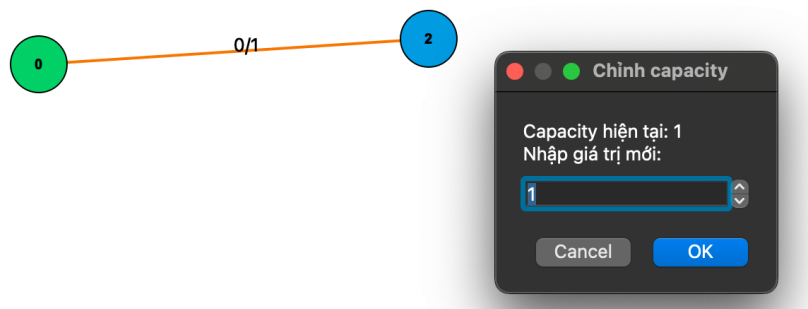 0
0/1
2
Chỉnh capacity
Capacity hiện tại: 1
Nhập giá trị mới:
1
Cancel
OK